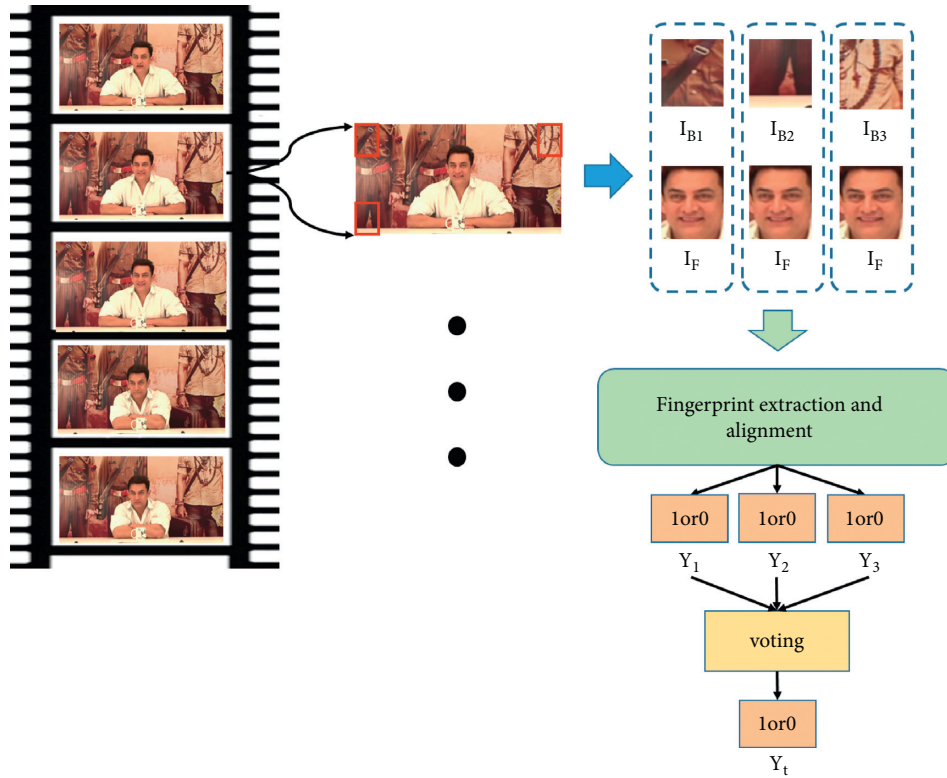 I_B1
I_B2
I_B3
I_F
I_F
I_F
Fingerprint extraction and
alignment
1or0
1or0
1or0
Y_1
Y_2
Y_3
voting
1or0
Y_t